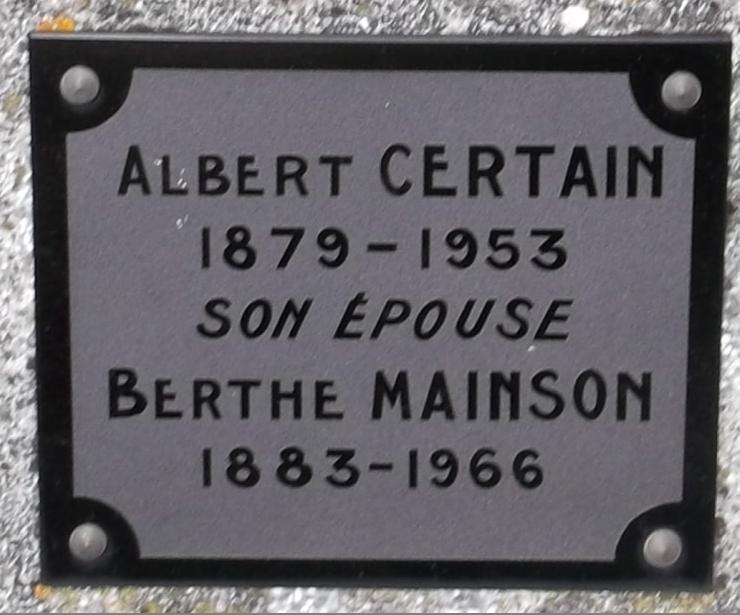 ALBERT CERTAIN
1879-1953
SON ÉPOUSE
BERTHE MAINSON
1883-1966